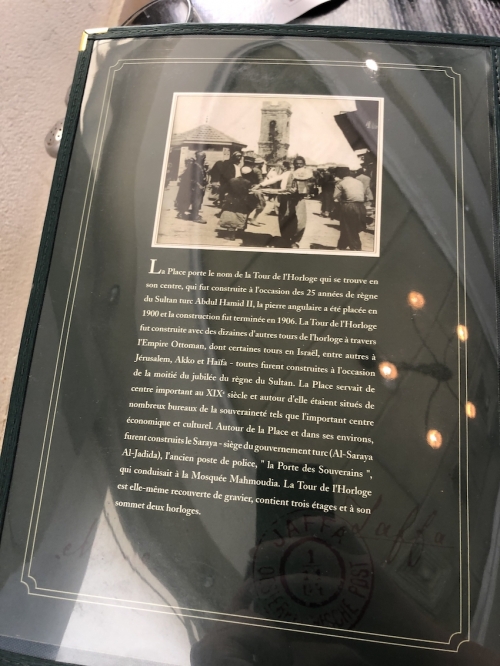 La Place porte le nom de la Tour de l'Horloge qui se trouve en
son centre, qui fut construite à l'occasion des 25 années de règne
du Sultan turc Abdul Hamid II, la pierre angulaire a été placée en
1900 et la construction fut terminée en 1906. La Tour de l'Horloge
fut construite avec des dizaines d'autres tours de l'horloge à travers
l'Empire Ottoman, dont certaines tours en Israël, entre autres à
Jérusalem, Akko et Haïfa - toutes furent construites à l'occasion
de la moitié du jubilée du règne du Sultan. La Place servait de
centre important au XIXe siècle et autour d'elle étaient situés de
nombreux bureaux de la souveraineté tels que l'important centre
économique et culturel. Autour de la Place et dans ses environs,
furent construits le Saraya - siège du gouvernement turc (Al-Saraya
Al-Jadida), l'ancien poste de police, " la Porte des Souverains ",
qui conduisait à la Mosquée Mahmoudia. La Tour de l'Horloge
est elle-même recouverte de gravier, contient trois étages et à son
sommet deux horloges.
JAFFA
Jaffa